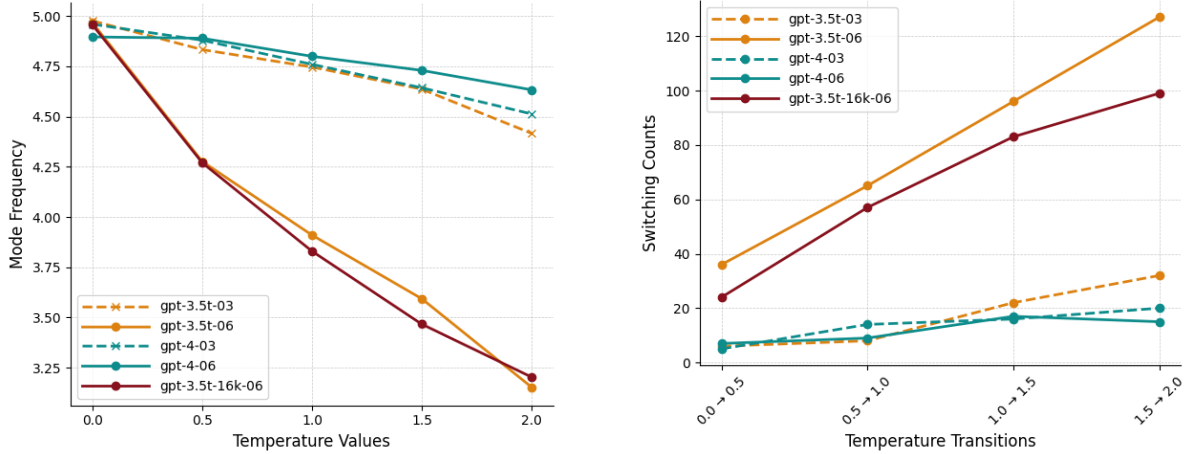 5.00
4.75
4.50
4.25
4.00
3.75
3.50
3.25
Mode Frequency
gpt-3.5t-03
gpt-3.5t-06
gpt-4-03
gpt-4-06
gpt-3.5t-16k-06
0.0 0.5 1.0 1.5 2.0
Temperature Values
120
100
80
60
40
20
0
Switching Counts
gpt-3.5t-03
gpt-3.5t-06
gpt-4-03
gpt-4-06
gpt-3.5t-16k-06
0.0 → 0.5
0.5 → 1.0
1.0 → 1.5
1.5 → 2.0
Temperature Transitions